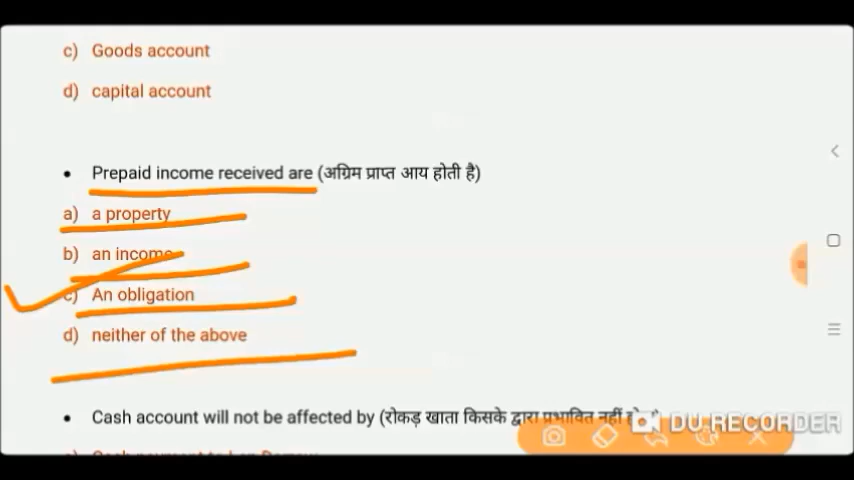 c) Goods account
d) capital account
• Prepaid income received are (अग्रिम प्राप्त आय होती है)
a) a property
b) an income
c) An obligation
d) neither of the above
• Cash account will not be affected by (रोकड़ खाता किसके द्वारा प्रभावित नहीं
DU RECORDER